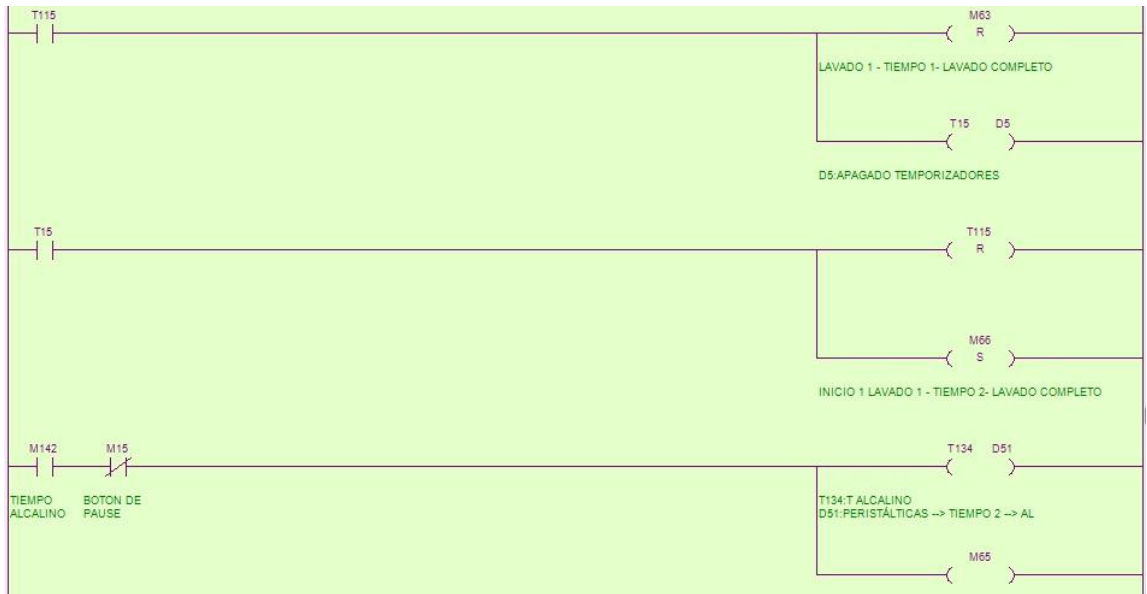 T115
M63
R
LAVADO 1 - TIEMPO 1- LAVADO COMPLETO
T15 D5
D5:APAGADO TEMPORIZADORES
T15
T115
R
M66
S
INICIO 1 LAVADO 1 - TIEMPO 2- LAVADO COMPLETO
M142 M15
T134 D51
TIEMPO BOTON DE
ALCALINO PAUSE
T134:T ALCALINO
D51:PERISTÁLTICAS --> TIEMPO 2 --> AL
M65